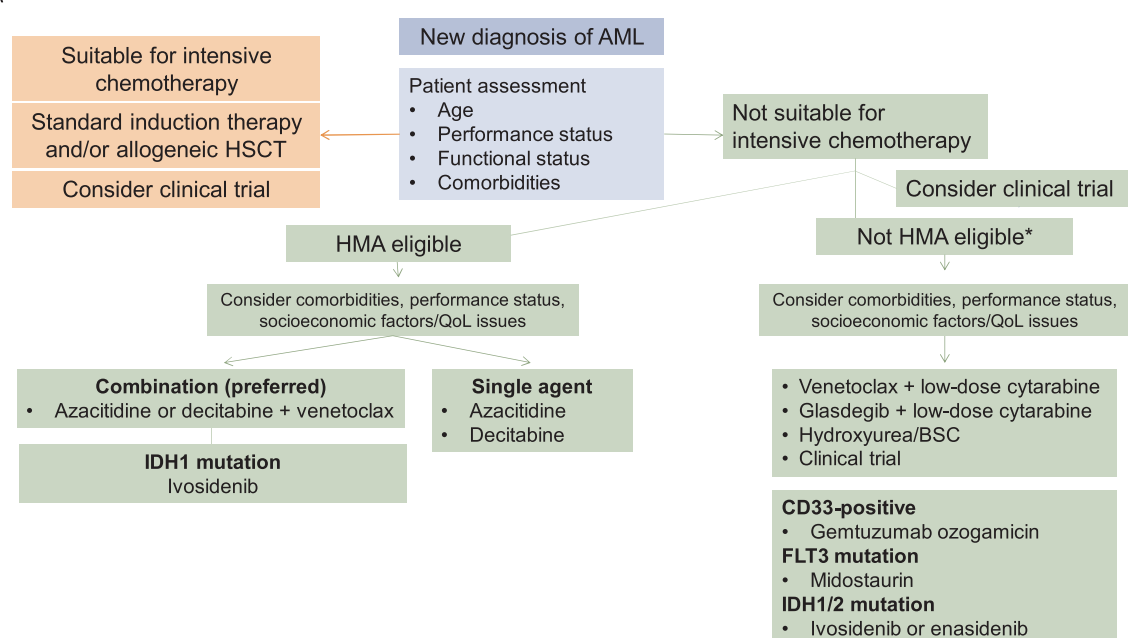 New diagnosis of AML
Suitable for intensive
chemotherapy
Standard induction therapy
and/or allogeneic HSCT
Consider clinical trial
Patient assessment
• Age
• Performance status
• Functional status
• Comorbidities
Not suitable for
intensive chemotherapy
Consider clinical trial
HMA eligible
Not HMA eligible*
Consider comorbidities, performance status,
socioeconomic factors/QoL issues
Consider comorbidities, performance status,
socioeconomic factors/QoL issues
Combination (preferred)
• Azacitidine or decitabine + venetoclax
IDH1 mutation
Ivosidenib
Single agent
• Azacitidine
• Decitabine
• Venetoclax + low-dose cytarabine
• Glasdegib + low-dose cytarabine
• Hydroxyurea/BSC
• Clinical trial
CD33-positive
• Gemtuzumab ozogamicin
FLT3 mutation
• Midostaurin
IDH1/2 mutation
• Ivosidenib or enasidenib